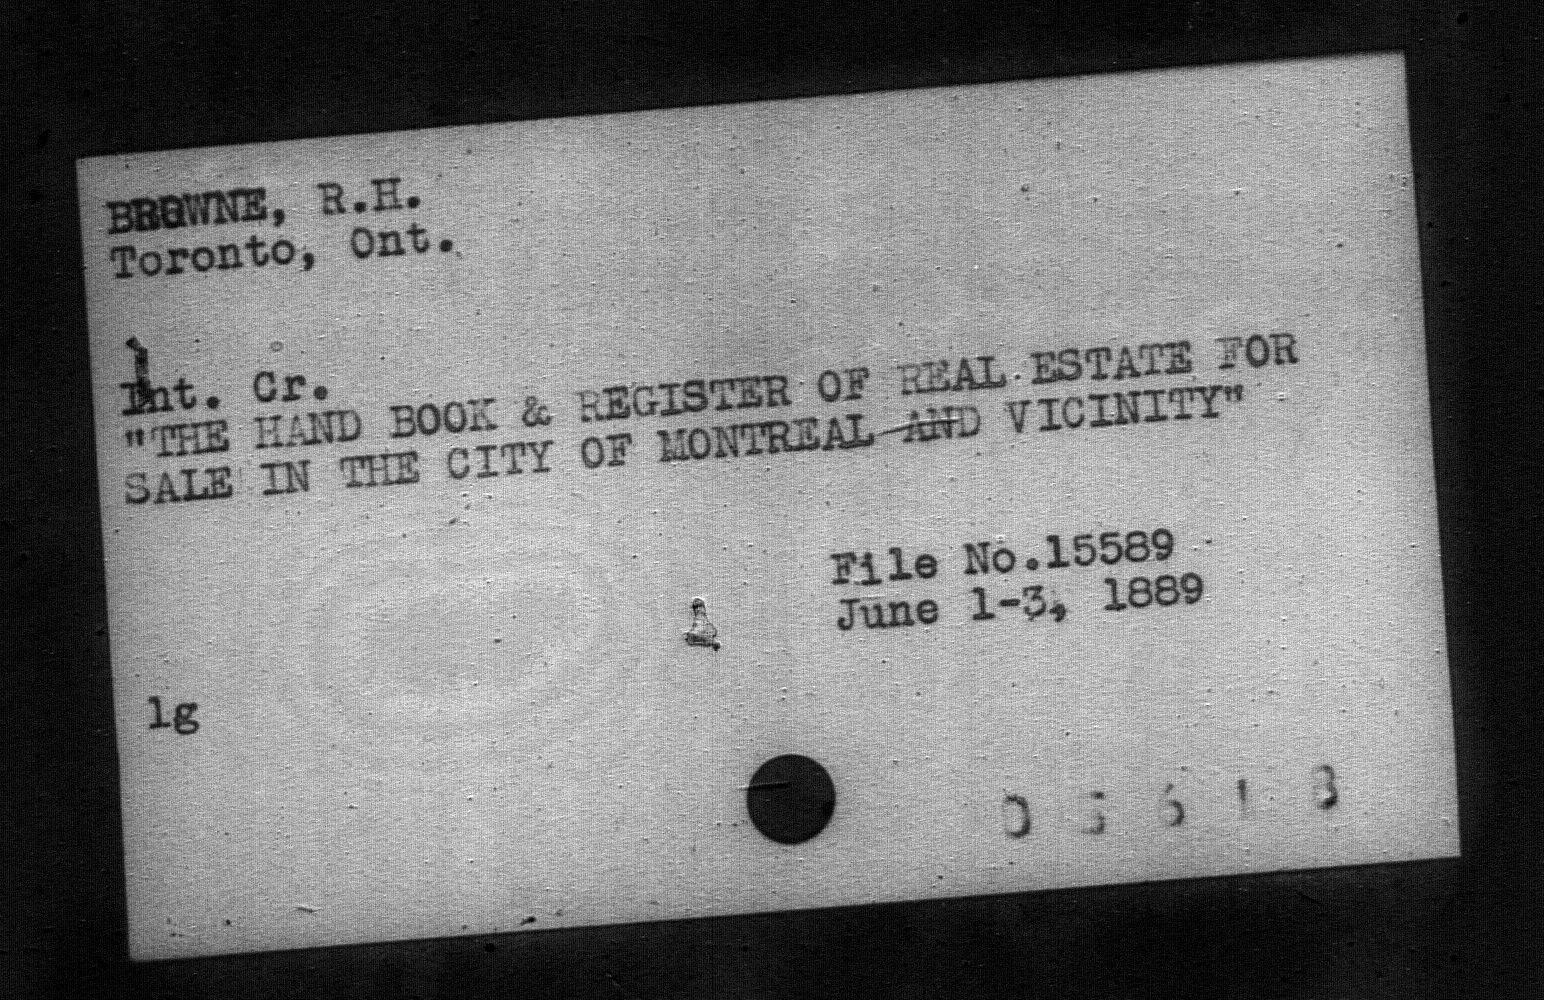 BROWNE, R.H.
Toronto, Ont.
Int. Cr.
"THE HAND BOOK & REGISTER OF REAL ESTATE FOR
SALE IN THE CITY OF MONTREAL AND VICINITY"
File No.15589
June 1-3, 1889
lg